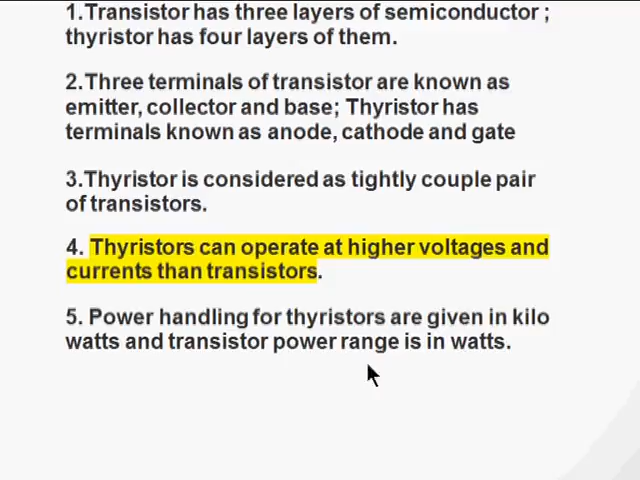 1.Transistor has three layers of semiconductor ;
thyristor has four layers of them.
2.Three terminals of transistor are known as
emitter, collector and base; Thyristor has
terminals known as anode, cathode and gate
3.Thyristor is considered as tightly couple pair
of transistors.
4. Thyristors can operate at higher voltages and
currents than transistors.
5. Power handling for thyristors are given in kilo
watts and transistor power range is in watts.